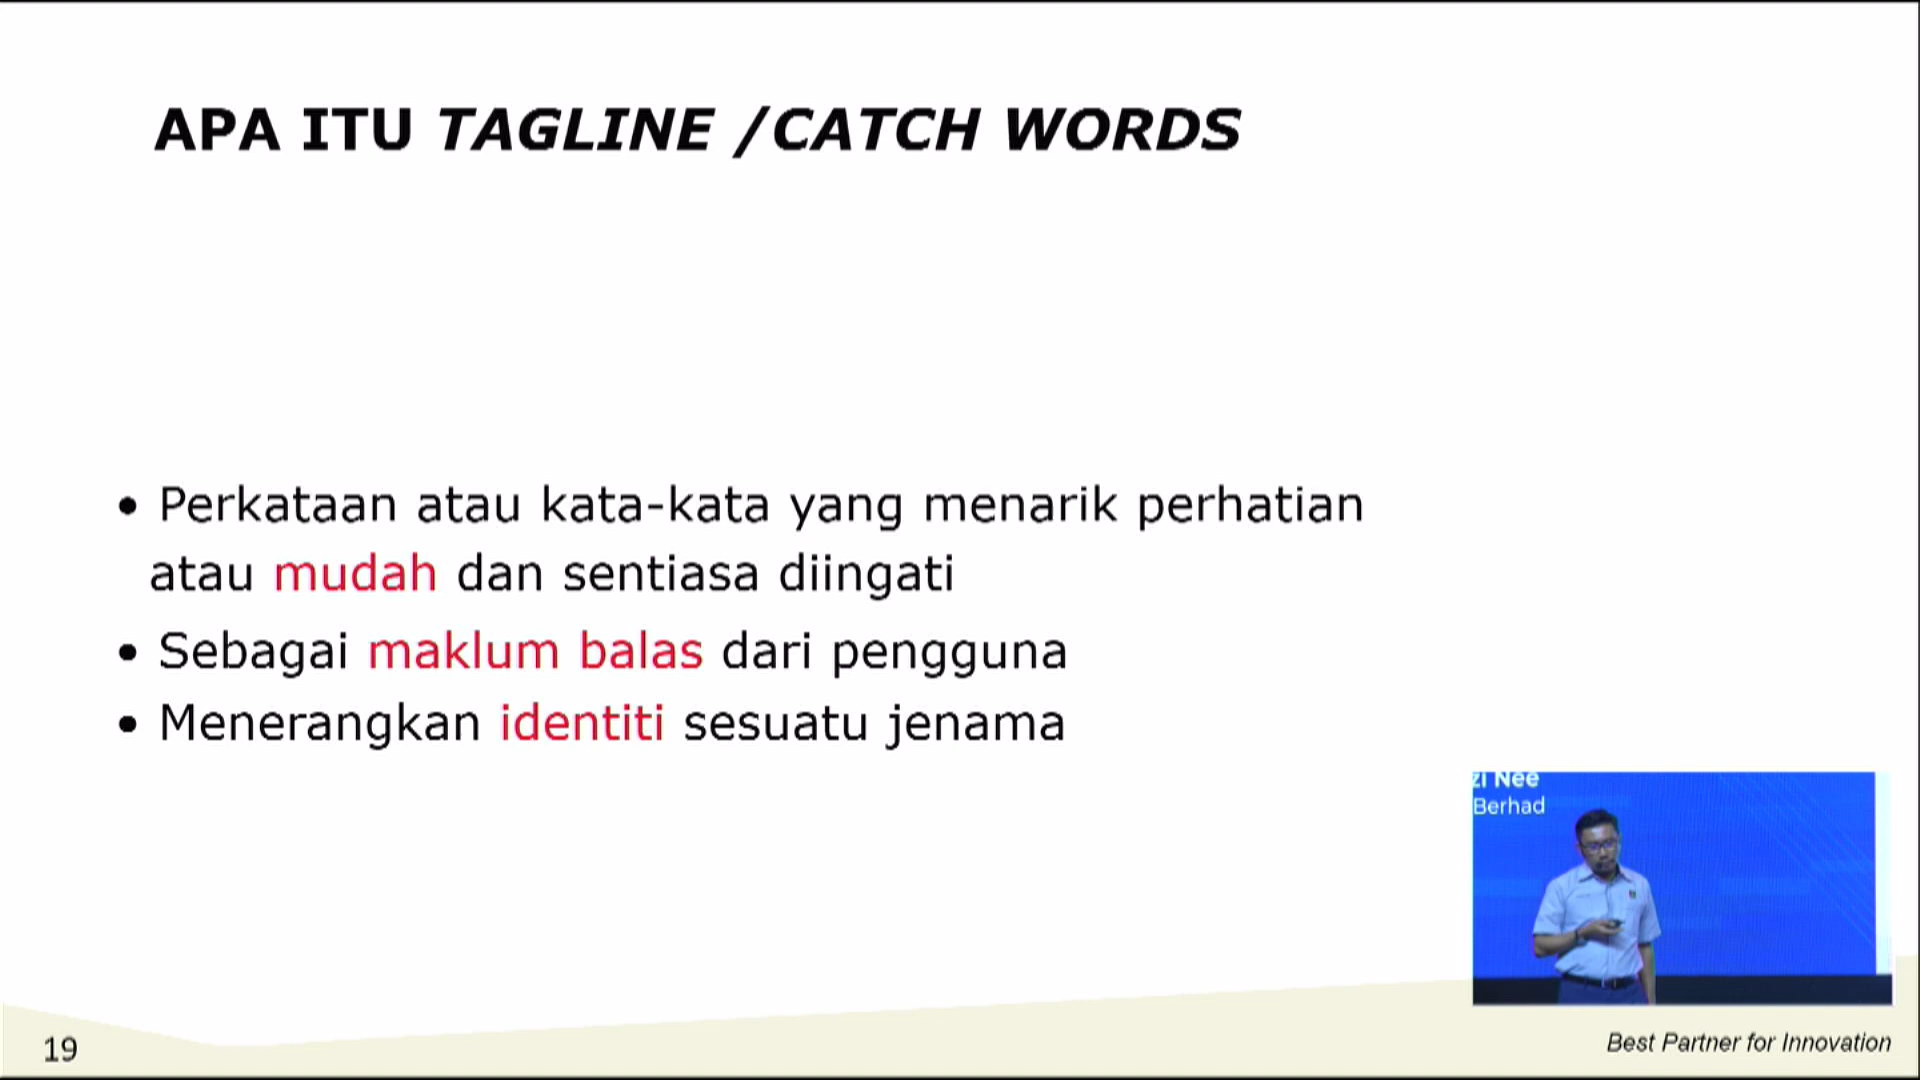 APA ITU TAGLINE /CATCH WORDS
• Perkataan atau kata-kata yang menarik perhatian
atau mudah dan sentiasa diingati
• Sebagai maklum balas dari pengguna
• Menerangkan identiti sesuatu jenama
Nee
Berhad
19
Best Partner for Innovation